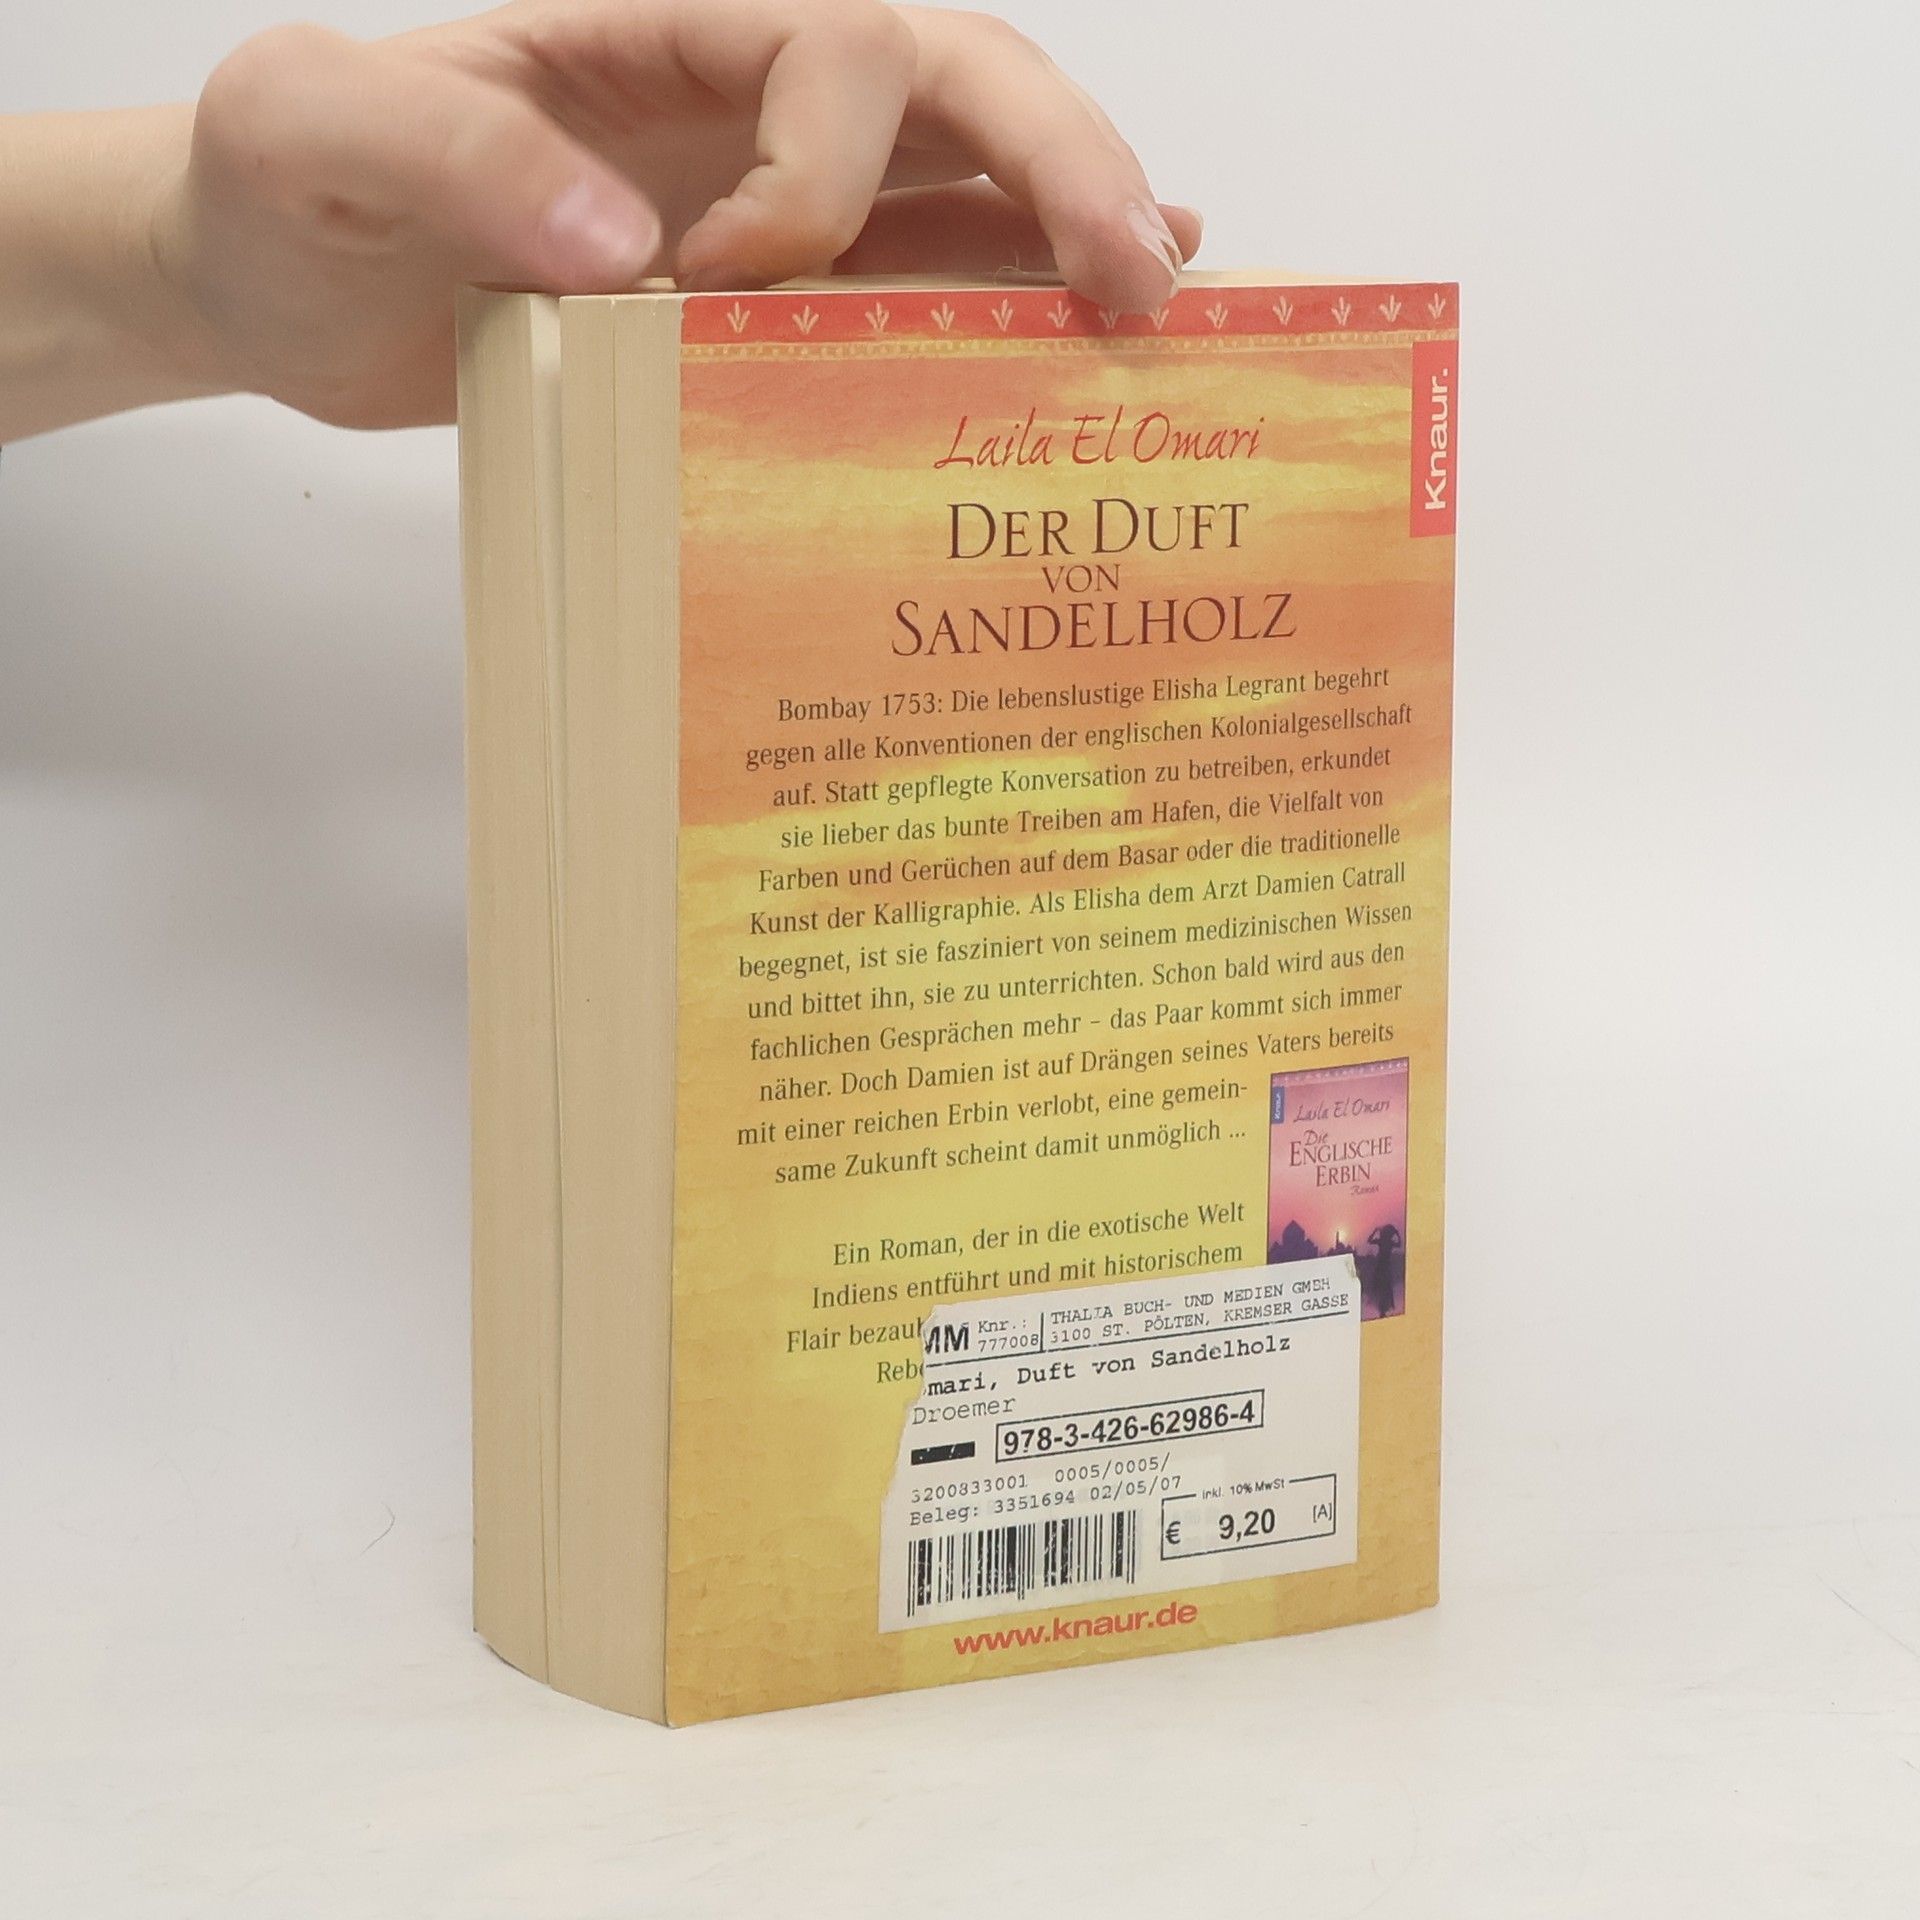 Knaur.
Laila El Omari
DER DUFT
VON
SANDELHOLZ
Bombay 1753: Die lebenslustige Elisha Legrant begehrt
gegen alle Konventionen der englischen Kolonialgesellschaft
auf. Statt gepflegte Konversation zu betreiben, erkundet
sie lieber das bunte Treiben am Hafen, die Vielfalt von
Farben und Gerüchen auf dem Basar oder die traditionelle
Kunst der Kalligraphie. Als Elisha dem Arzt Damien Catrall
begegnet, ist sie fasziniert von seinem medizinischen Wissen
und bittet ihn, sie zu unterrichten. Schon bald wird aus den
fachlichen Gesprächen mehr – das Paar kommt sich immer
näher. Doch Damien ist auf Drängen seines Vaters bereits
mit einer reichen Erbin verlobt, eine gemein-
same Zukunft scheint damit unmöglich ...
Knaur
Laila El Omari
Die
ENGLISCHE
ERBIN
Roman
Ein Roman, der in die exotische Welt
Indiens entführt und mit historischem
Flair bezau
Reb
MM Knr.: THALIA BUCH- UND MEDIEN GMBH
777008 3100 ST. PÖLTEN, KREMSER GASSE
mari, Duft von Sandelholz
Droemer
978-3-426-62986-4
3200833001 0005/0005/
Beleg: 3351694 02/05/07
inkl. 10% MwSt
€ 9,20 [A]
www.knaur.de